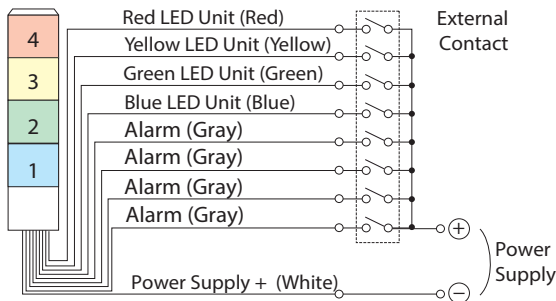 4
3
2
1
Red LED Unit (Red)
Yellow LED Unit (Yellow)
Green LED Unit (Green)
Blue LED Unit (Blue)
Alarm (Gray)
Alarm (Gray)
Alarm (Gray)
Alarm (Gray)
Power Supply + (White)
External
Contact
+
−
Power
Supply